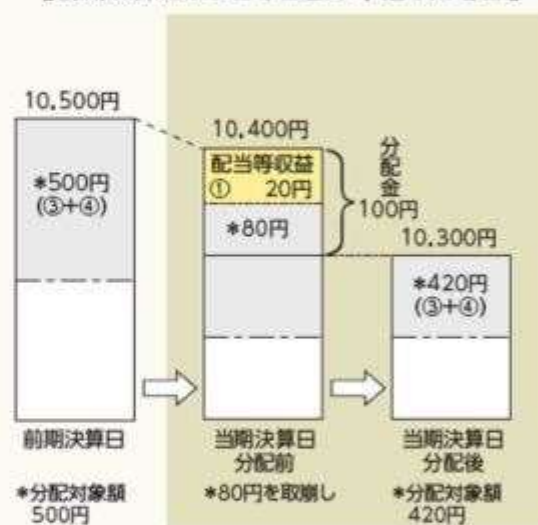 10,500円
*500円
(③+④)
前期決算日
*分配対象額
500円
10,400円
配当等収益
① 20円
*80円
分配金
100円
当期決算日
分配前
*80円を取崩し
10,300円
*420円
(③+④)
当期決算日
分配後
*分配対象額
420円